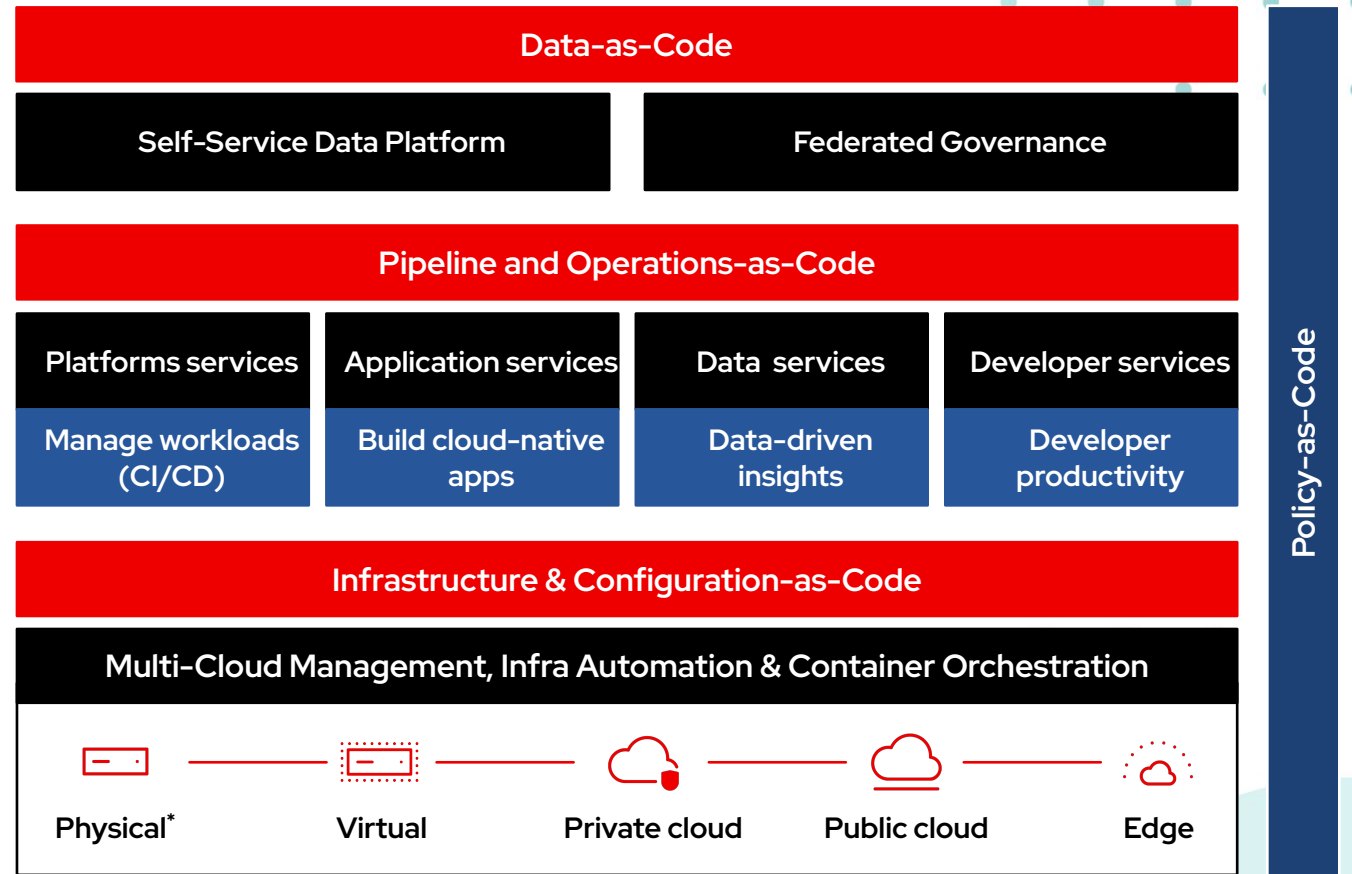 Data-as-Code
Self-Service Data Platform
Federated Governance
Pipeline and Operations-as-Code
Platforms services
Application services
Data services
Developer services
Manage workloads
(CI/CD)
Build cloud-native
apps
Data-driven
insights
Developer
productivity
Infrastructure & Configuration-as-Code
Multi-Cloud Management, Infra Automation & Container Orchestration
Physical*
Virtual
Private cloud
Public cloud
Edge
Policy-as-Code